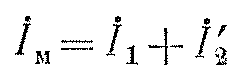 İ_м = İ_1 + İ′_2